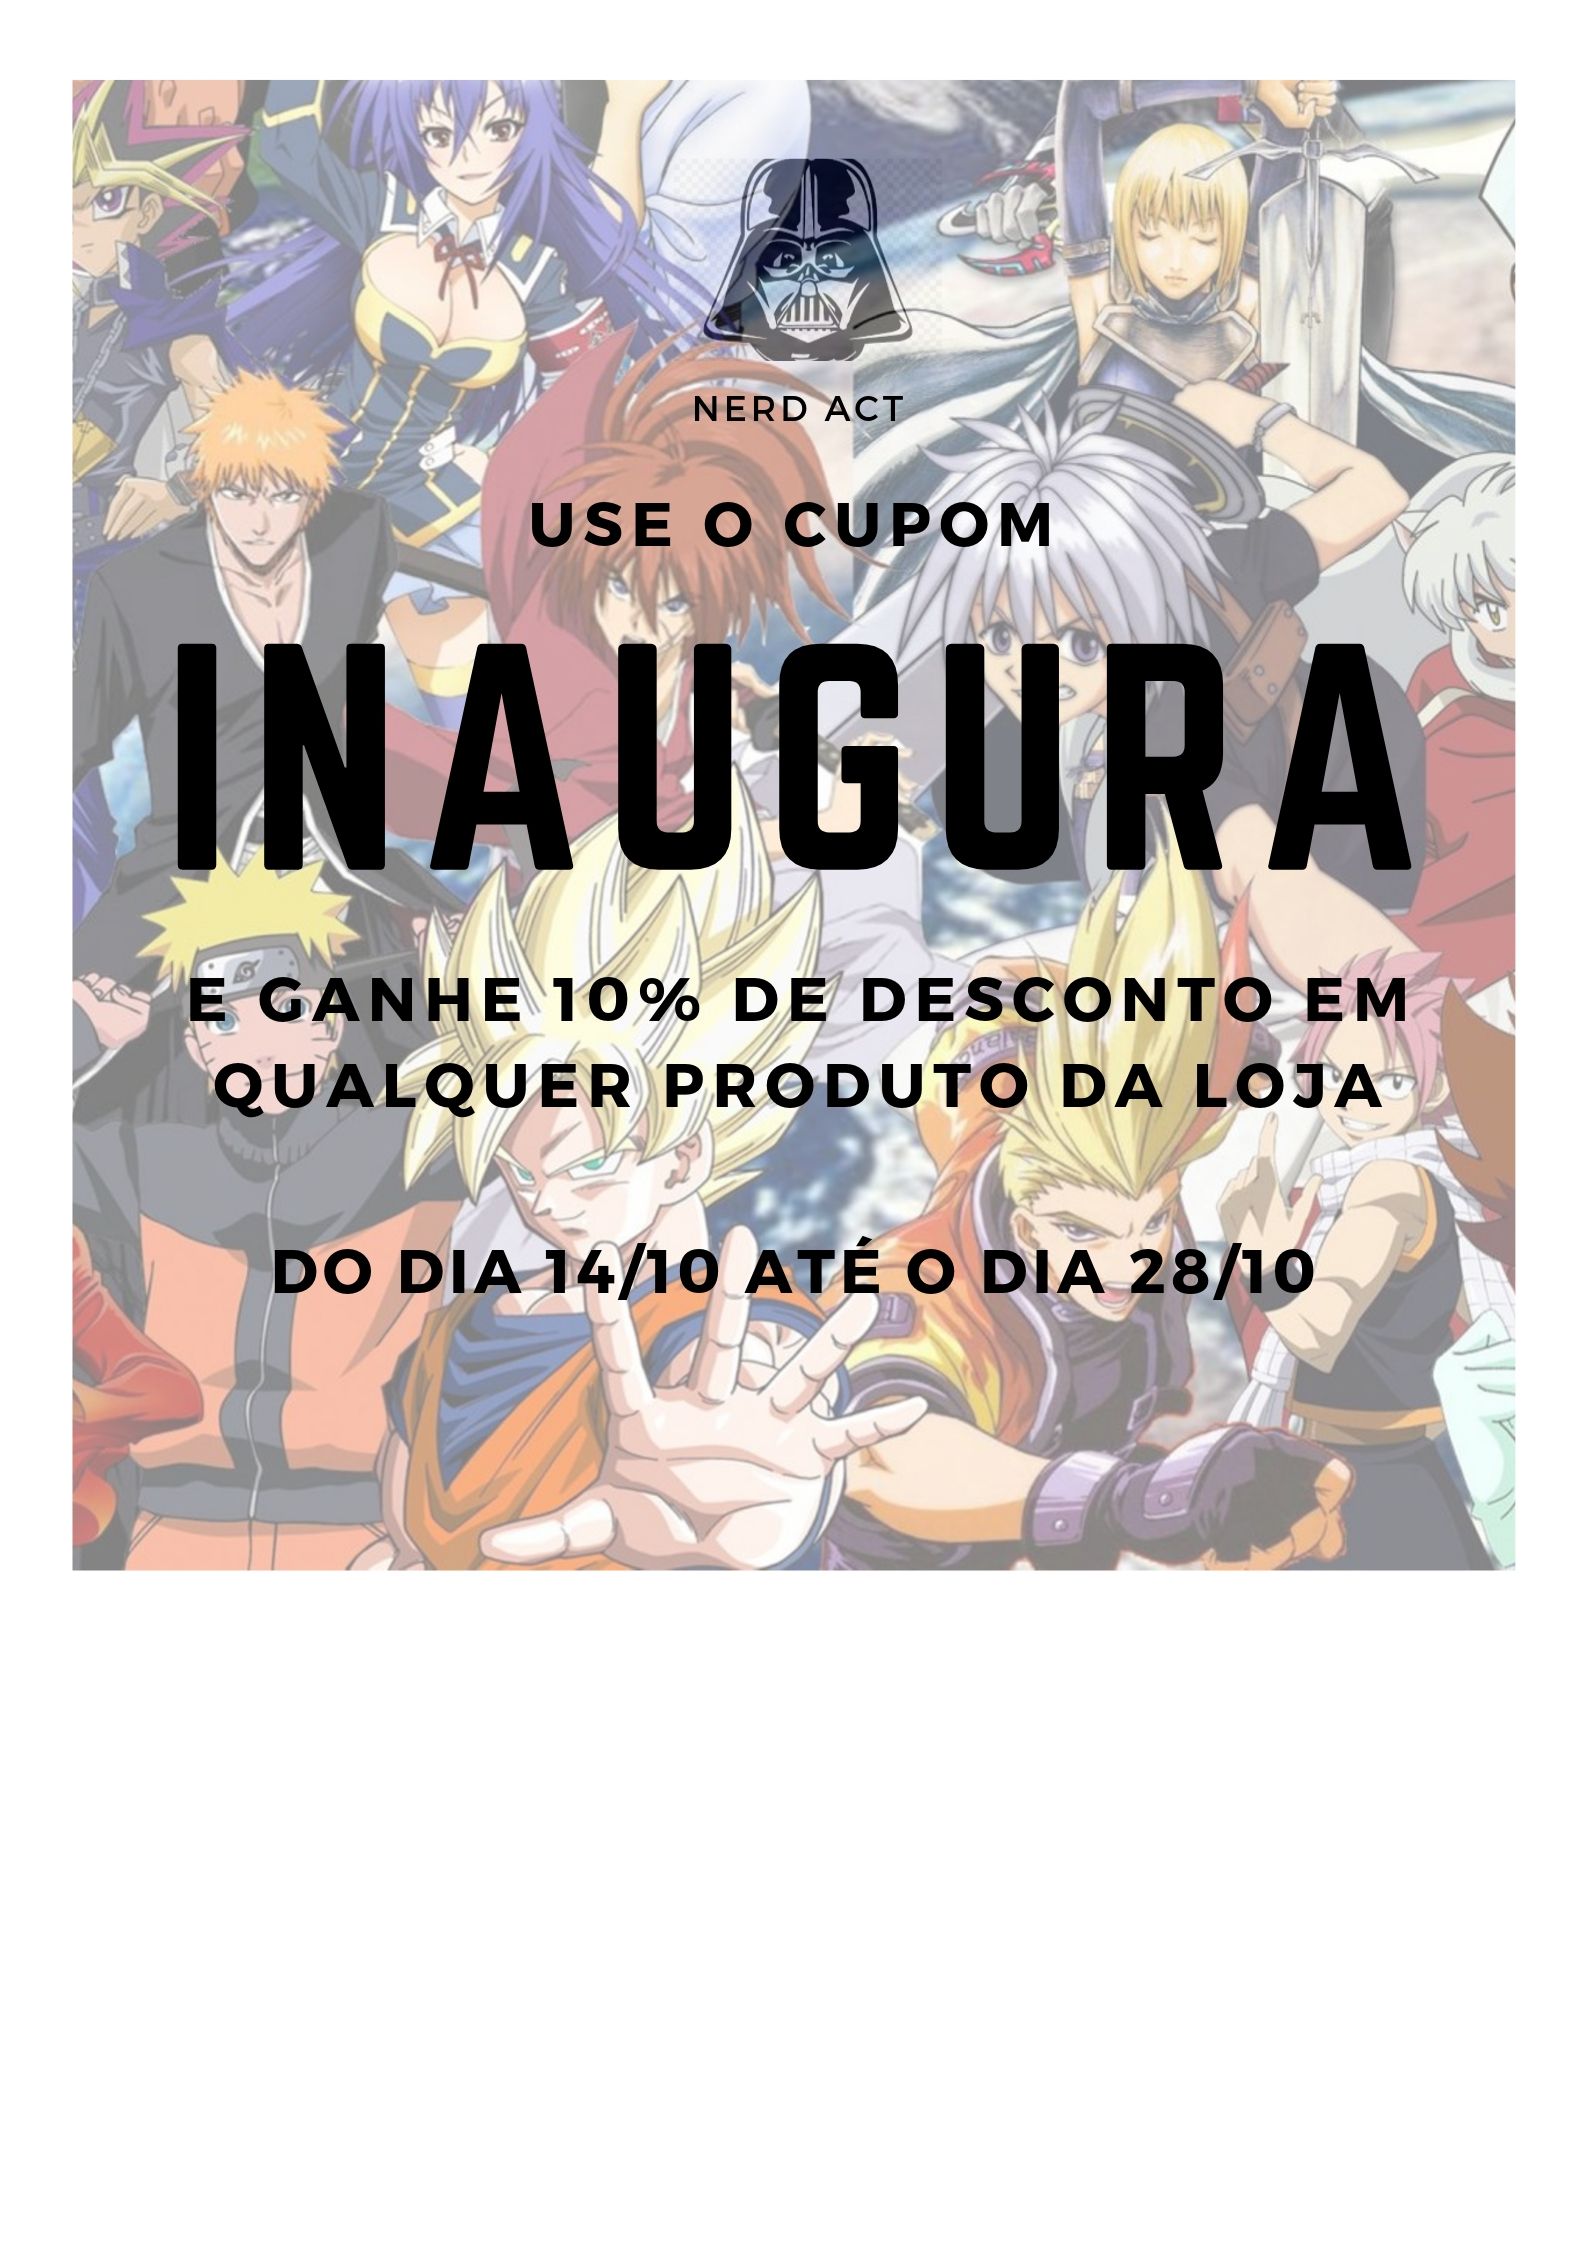 NERD ACT
USE O CUPOM
INAUGURA
E GANHE 10% DE DESCONTO EM
QUALQUER PRODUTO DA LOJA
DO DIA 14/10 ATÉ O DIA 28/10